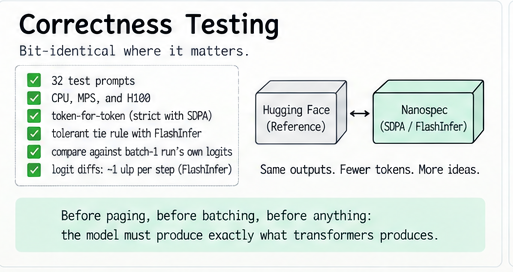 Correctness Testing
Bit-identical where it matters.
32 test prompts
CPU, MPS, and H100
token-for-token (strict with SDPA)
tolerant tie rule with FlashInfer
compare against batch-1 run's own logits
logit diffs: ~1 ulp per step (FlashInfer)
Hugging Face
(Reference)
Nanospec
(SDPA / FlashInfer)
Same outputs. Fewer tokens. More ideas.
Before paging, before batching, before anything:
the model must produce exactly what transformers produces.